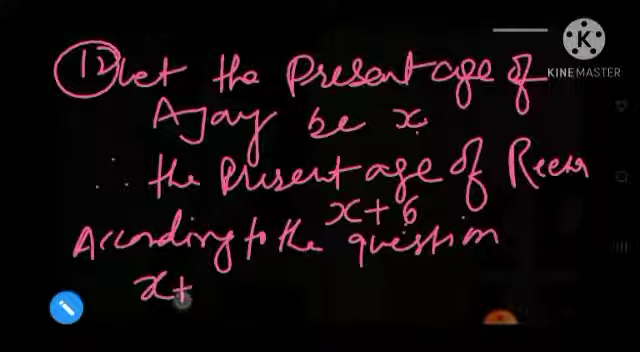 12 Let the Present age of
Ajay be x
∴ the Present age of Reena
x+6
According to the question
x+
KINEMASTER